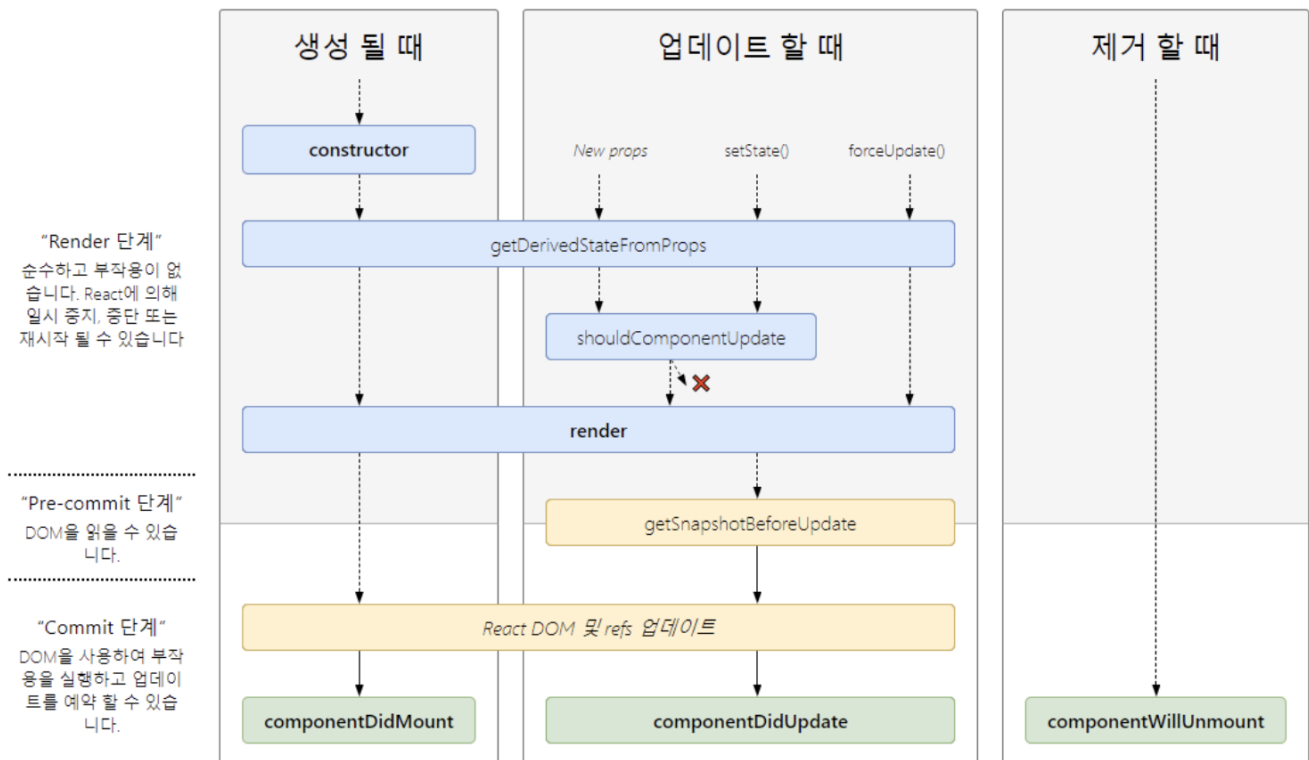 생성 될 때
업데이트 할 때
제거 할 때
constructor
New props
setState()
forceUpdate()
"Render 단계"
순수하고 부작용이 없
습니다. React에 의해
일시 중지, 중단 또는
재시작 될 수 있습니다
getDerivedStateFromProps
shouldComponentUpdate
render
"Pre-commit 단계"
DOM을 읽을 수 있습
니다.
getSnapshotBeforeUpdate
"Commit 단계"
DOM을 사용하여 부작
용을 실행하고 업데이
트를 예약 할 수 있습
니다.
React DOM 및 refs 업데이트
componentDidMount
componentDidUpdate
componentWillUnmount